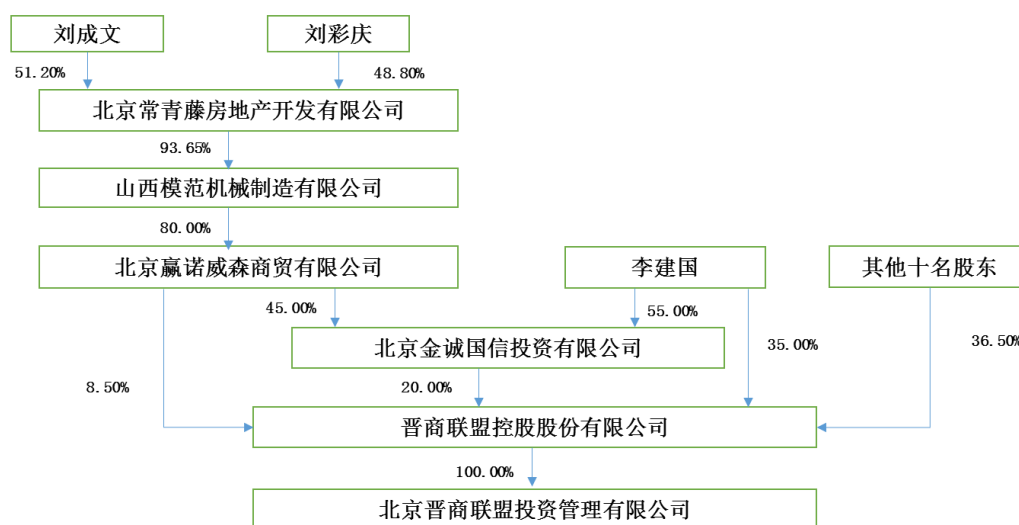 刘成文
刘彩庆
51.20%
48.80%
北京常青藤房地产开发有限公司
93.65%
山西模范机械制造有限公司
80.00%
北京赢诺威森商贸有限公司
李建国
其他十名股东
45.00%
55.00%
北京金诚国信投资有限公司
35.00%
36.50%
8.50%
20.00%
晋商联盟控股股份有限公司
100.00%
北京晋商联盟投资管理有限公司